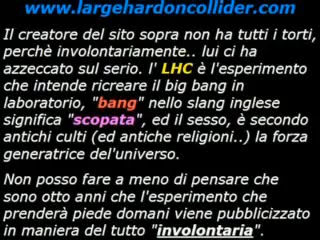 www.largehardoncollider.com
Il creatore del sito sopra non ha tutti i torti,
perchè involontariamente.. lui ci ha
azzeccato sul serio. l' LHC è l'esperimento
che intende ricreare il big bang in
laboratorio, "bang" nello slang inglese
significa "scopata", ed il sesso, è secondo
antichi culti (ed antiche religioni..) la forza
generatrice del'universo.
Non posso fare a meno di pensare che
sono otto anni che l'esperimento che
prenderà piede domani viene pubblicizzato
in maniera del tutto "involontaria".